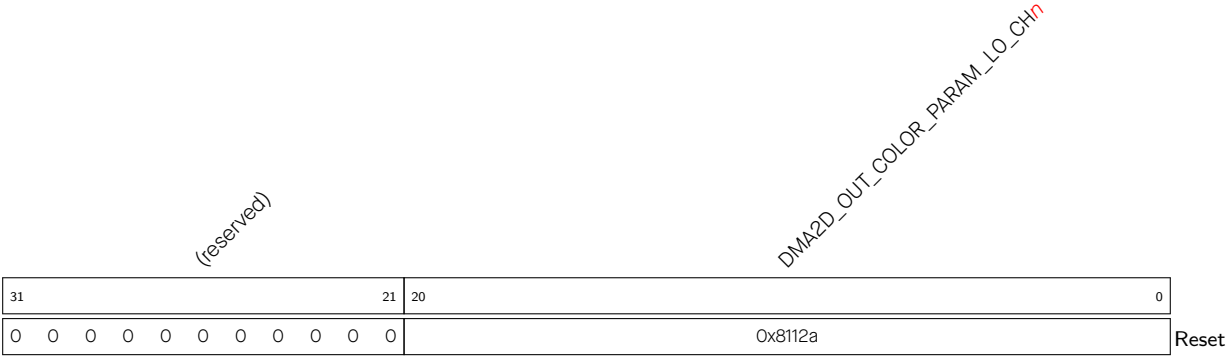 DMA2D_OUT_COLOR_PARAM_LO_CHn
(reserved)
31 21 20 0
0 0 0 0 0 0 0 0 0 0 0 0x8112a Reset